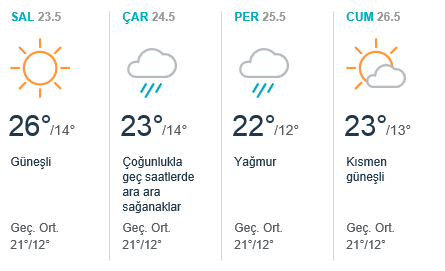 SAL 23.5
26°/14°
Güneşli
Geç. Ort.
21°/12°
ÇAR 24.5
23°/14°
Çoğunlukla
geç saatlerde
ara ara
sağanaklar
Geç. Ort.
21°/12°
PER 25.5
22°/12°
Yağmur
Geç. Ort.
21°/12°
CUM 26.5
23°/13°
Kısmen
güneşli
Geç. Ort.
21°/12°